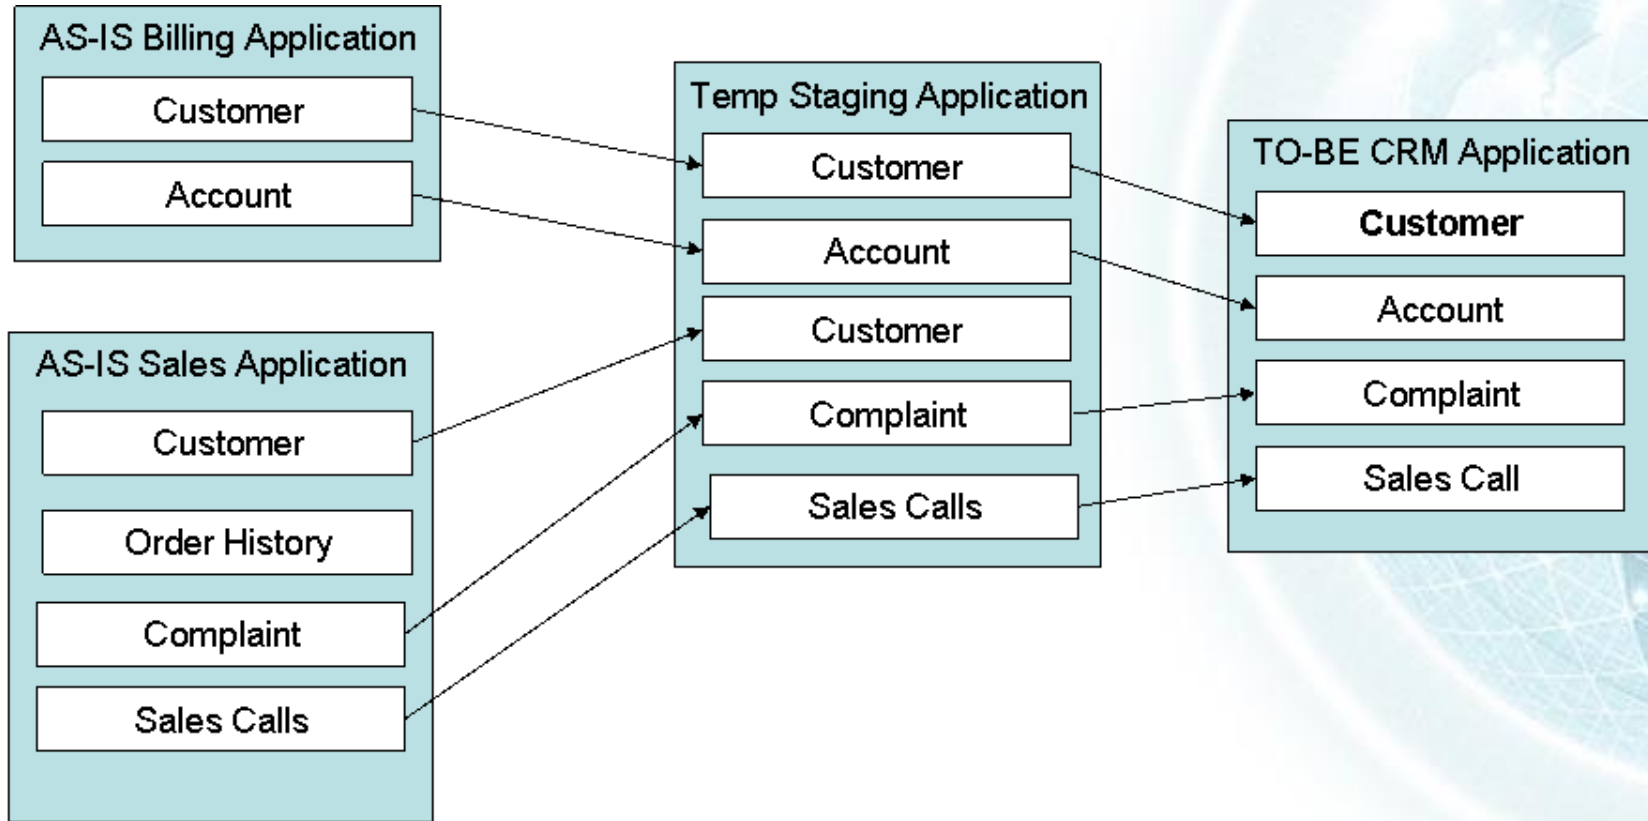 AS-IS Billing Application
Customer
Account
AS-IS Sales Application
Customer
Order History
Complaint
Sales Calls
Temp Staging Application
Customer
Account
Customer
Complaint
Sales Calls
TO-BE CRM Application
Customer
Account
Complaint
Sales Call